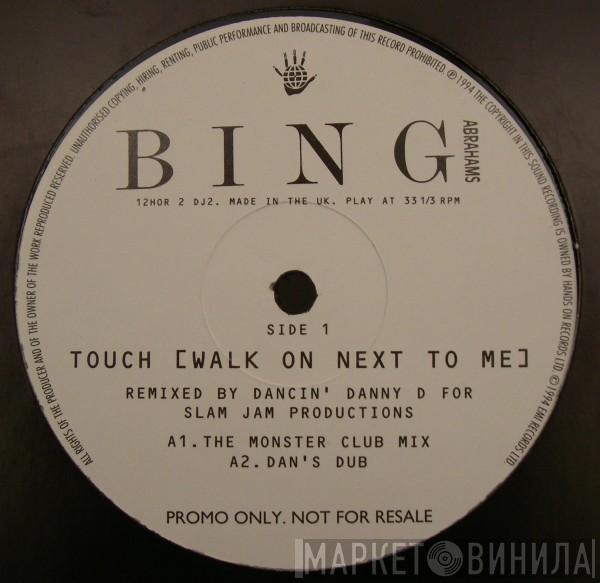 ALL RIGHTS OF THE PRODUCER AND OF THE OWNER OF THE WORK REPRODUCED RESERVED. UNAUTHORISED COPYING, HIRING, RENTING, PUBLIC PERFORMANCE AND BROADCASTING OF THIS RECORD PROHIBITED. ℗ 1994 THE COPYRIGHT IN THIS SOUND RECORDING IS OWNED BY HANDS ON RECORDS LTD. © 1994 EMI RECORDS LTD.
BING
ABRAHAMS
12HOR 2 DJ2. MADE IN THE UK. PLAY AT 33 1/3 RPM
SIDE 1
TOUCH [WALK ON NEXT TO ME]
REMIXED BY DANCIN' DANNY D FOR
SLAM JAM PRODUCTIONS
A1. THE MONSTER CLUB MIX
A2. DAN'S DUB
PROMO ONLY. NOT FOR RESALE
МАРКЕТ ВИНИЛА